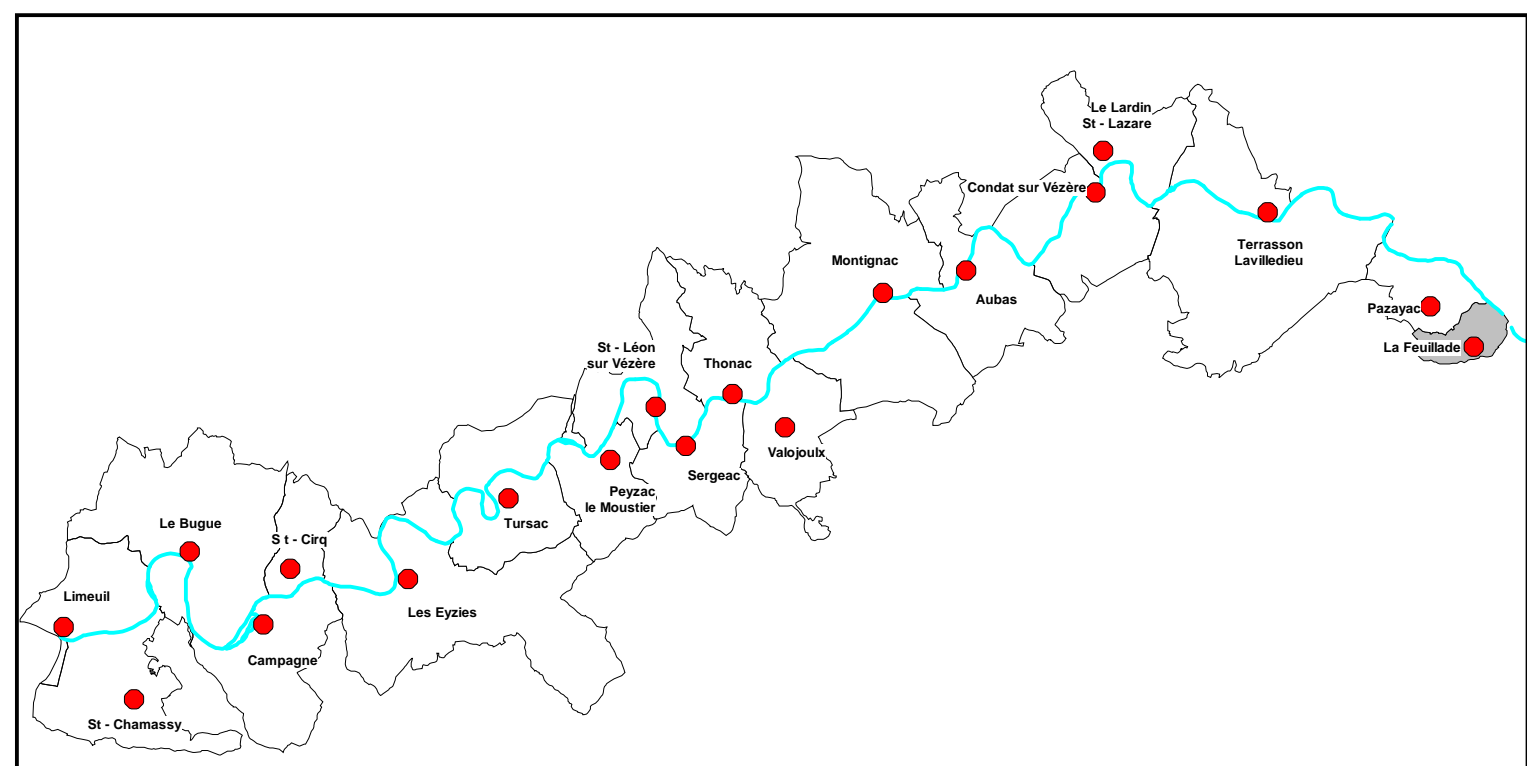 Le Lardin
St - Lazare
Condat sur Vézère
Terrasson
Lavilledieu
Montignac
Aubas
Pazayac
La Feuillade
St - Léon
sur Vézère
Thonac
Valojoulx
Sergeac
Peyzac
le Moustier
Tursac
Le Bugue
S t - Cirq
Limeuil
Les Eyzies
Campagne
St - Chamassy